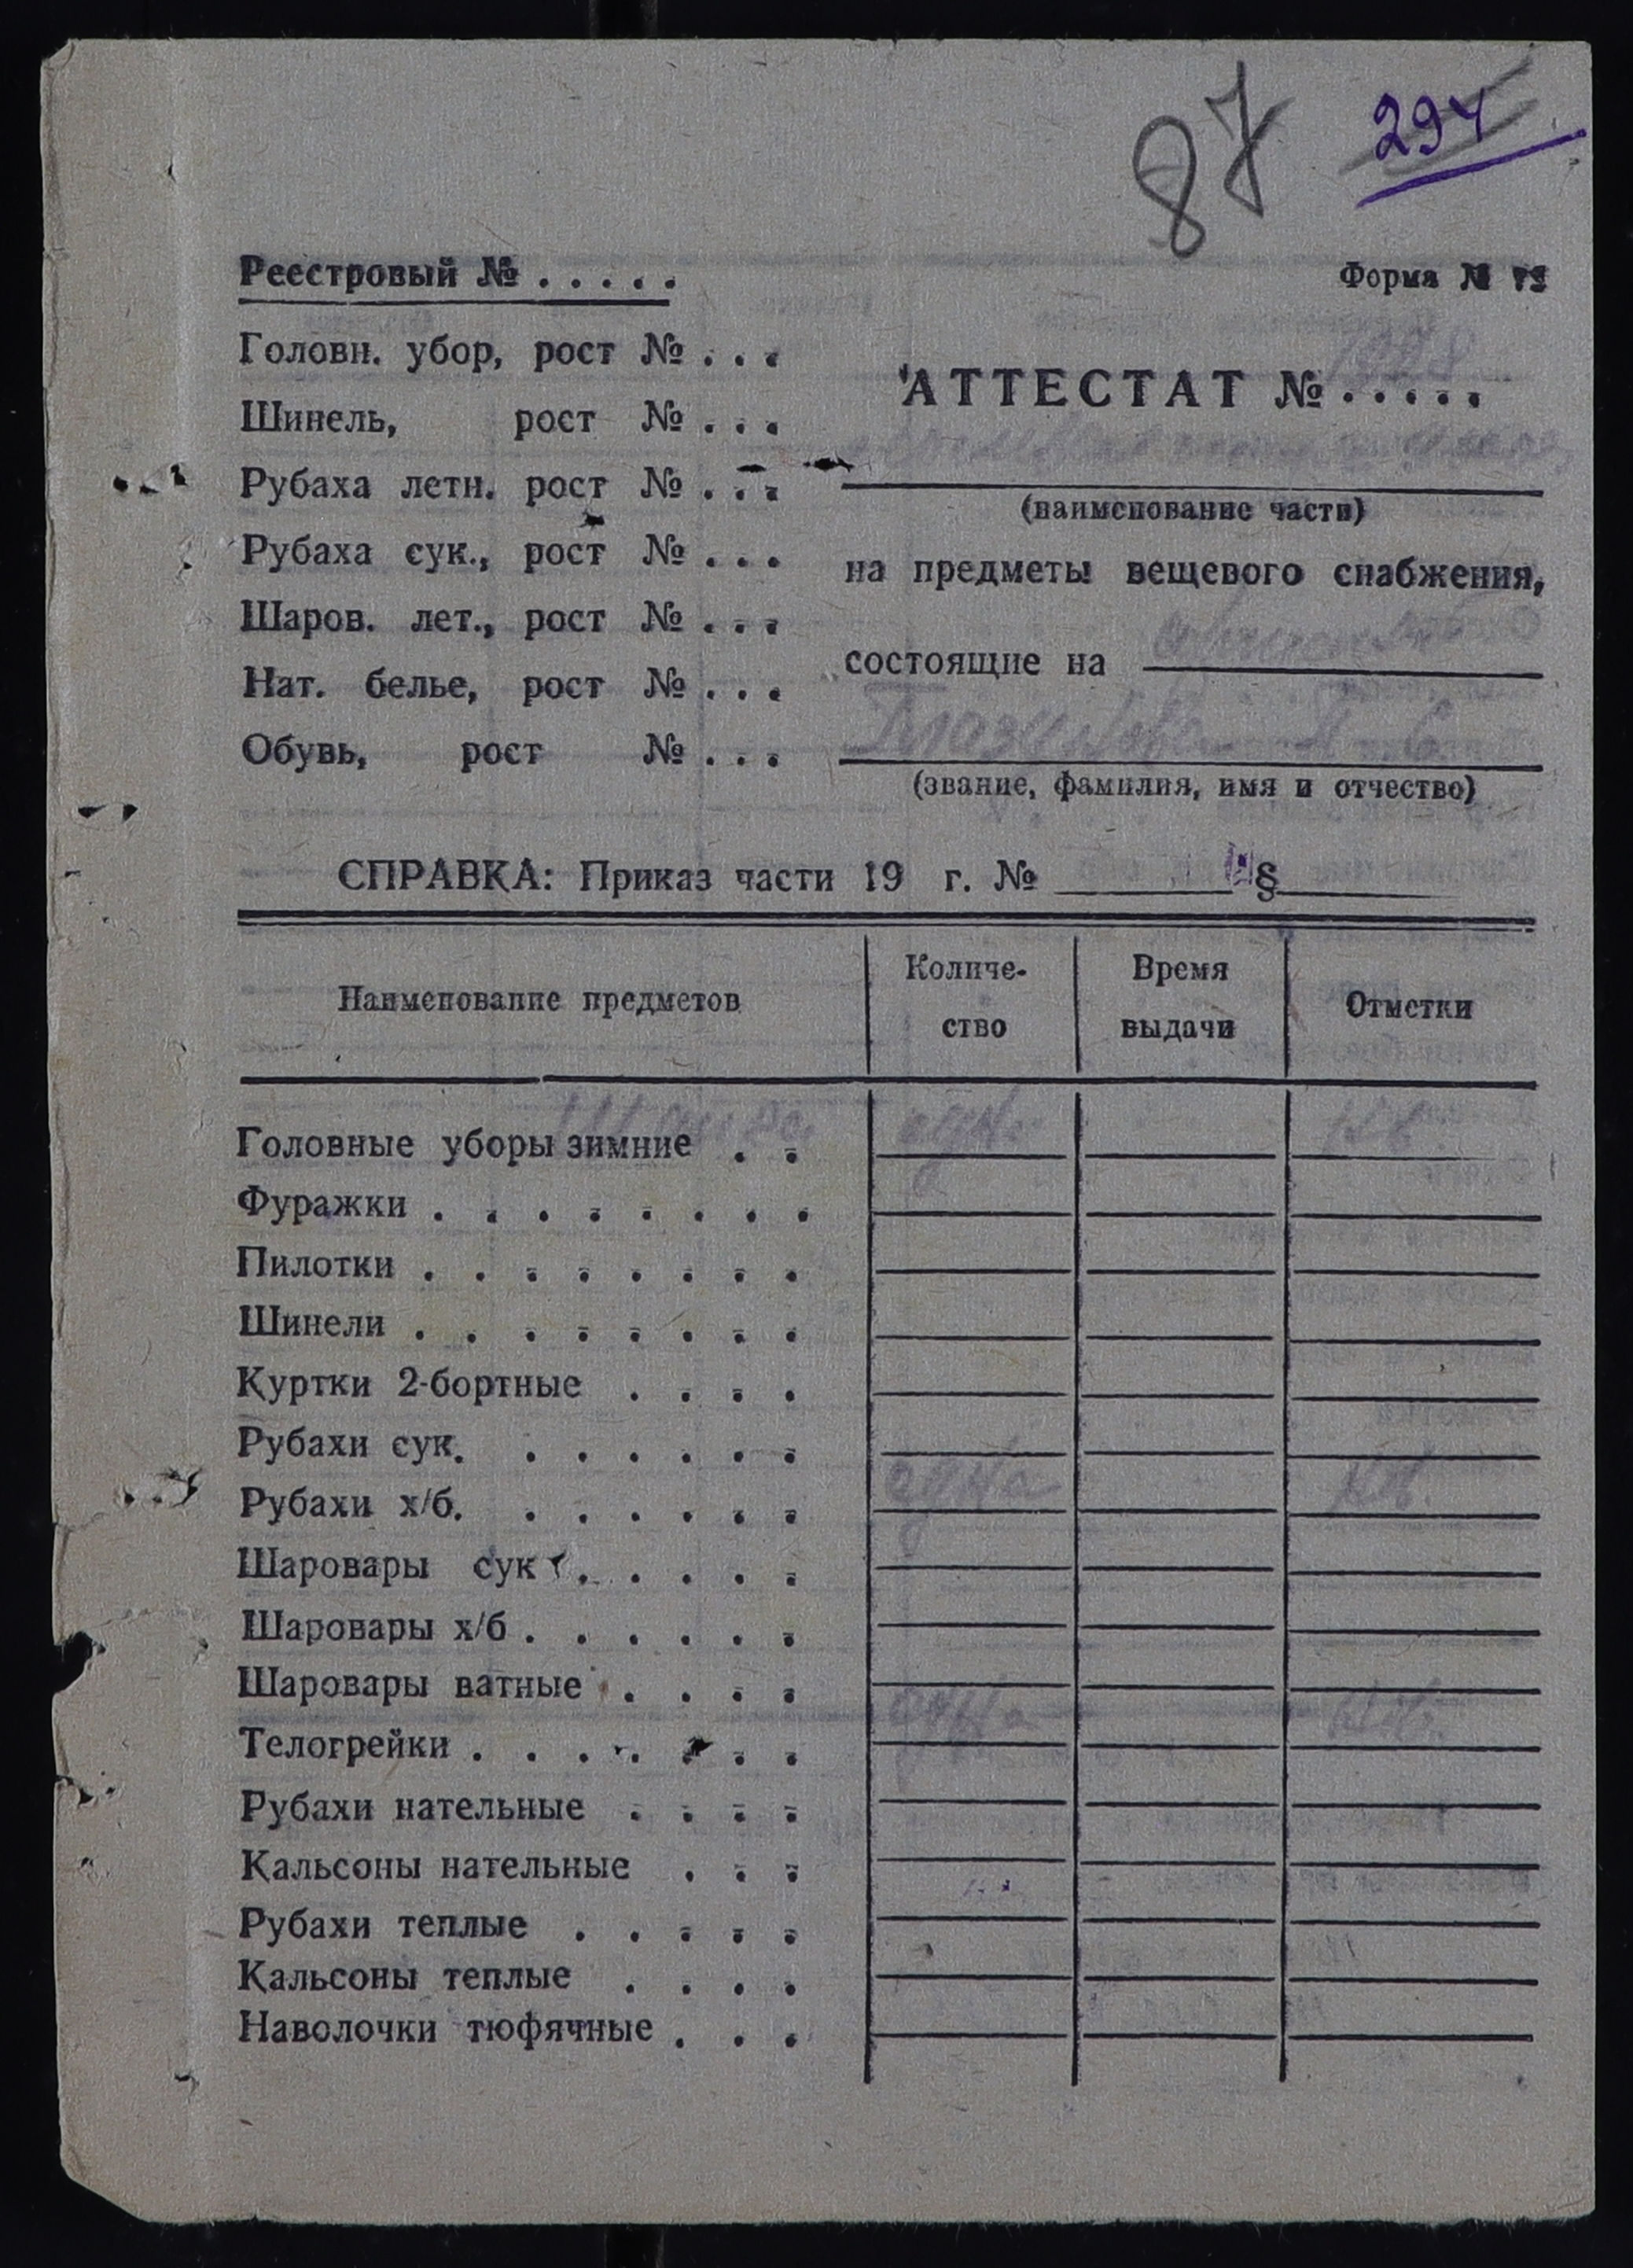 87
294
Реестровый № . . . . .
Форма №
Головн. убор, рост № . . .
Шинель, рост № . . .
Рубаха летн. рост № . . .
Рубаха сук., рост № . . .
Шаров. лет., рост № . . .
Нат. белье, рост № . . .
Обувь, рост № . . .
АТТЕСТАТ № . . . . .
(наименование части)
на предметы вещевого снабжения,
состоящие на
(звание, фамилия, имя и отчество)
СПРАВКА: Приказ части 19 г. № §
Наименование предметов
Количе-
ство
Время
выдачи
Отметки
Головные уборы зимние . .
Фуражки . . . . . . . .
Пилотки . . . . . . . .
Шинели . . . . . . . .
Куртки 2-бортные . . . .
Рубахи сук. . . . . . .
Рубахи х/б. . . . . . . одна
Шаровары сук . . . . .
Шаровары х/б . . . . . .
Шаровары ватные . . . .
Телогрейки . . . . . . . одна
Рубахи нательные . . . .
Кальсоны нательные . . .
Рубахи теплые . . . . .
Кальсоны теплые . . . .
Наволочки тюфячные . . .